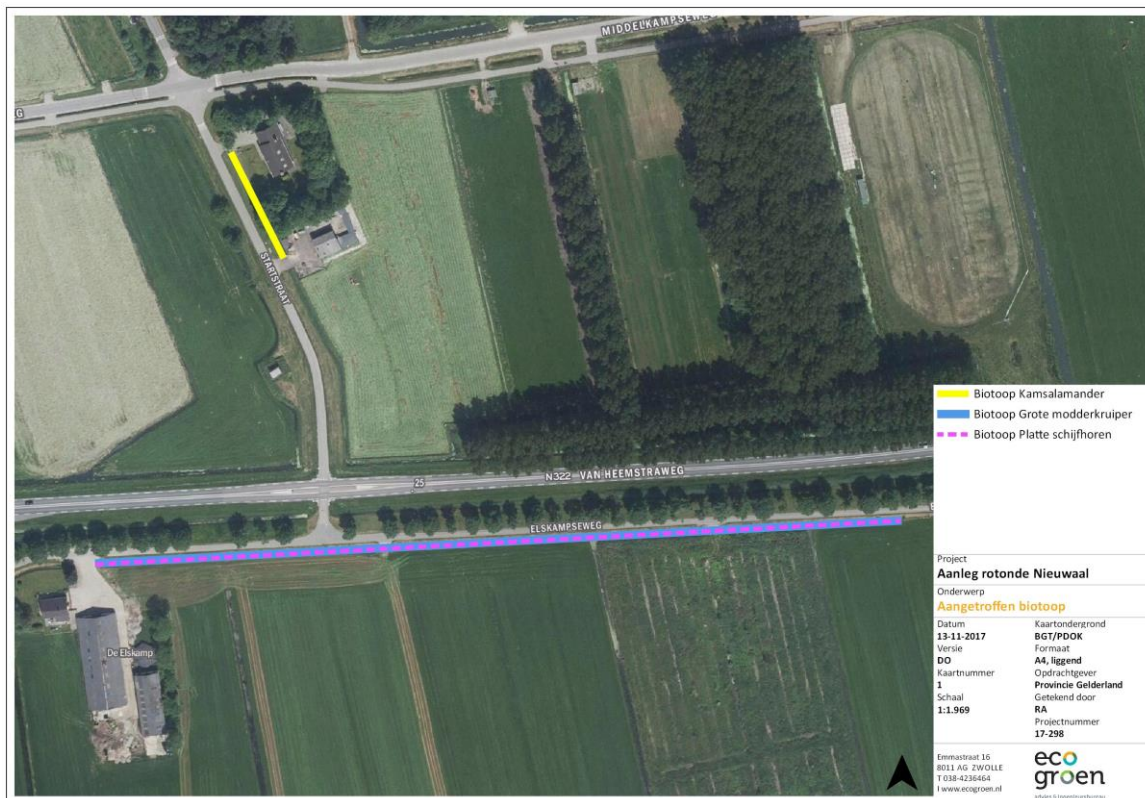 MIDDELKAMPSEWEG
G
STARTSTRAAT
25
N322 VAN HEEMSTRAWEG
ELSKAMPSEWEG
De Elskamp
Biotoop Kamsalamander
Biotoop Grote modderkruiper
Biotoop Platte schijfhoren
Project
Aanleg rotonde Nieuwaal
Onderwerp
Aangetroffen biotoop
Datum Kaartondergrond
13-11-2017 BGT/PDOK
Versie Formaat
DO A4, liggend
Kaartnummer Opdrachtgever
1 Provincie Gelderland
Schaal Getekend door
1:1.969 RA
Projectnummer
17-298
Emmastraat 16
8011 AG ZWOLLE
T 038-4236464
I www.ecogroen.nl
eco
groen